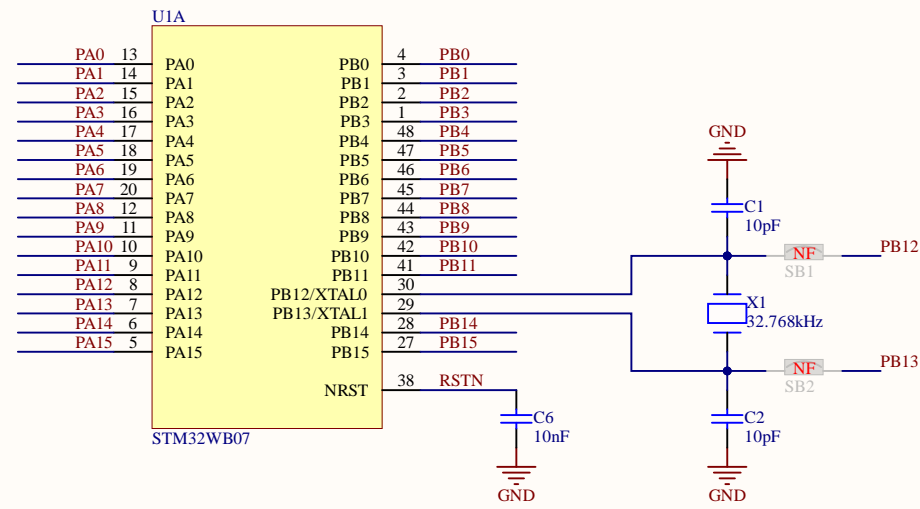 U1A
PA0 13 PA0 PB0 4 PB0
PA1 14 PA1 PB1 3 PB1
PA2 15 PA2 PB2 2 PB2
PA3 16 PA3 PB3 1 PB3
PA4 17 PA4 PB4 48 PB4
PA5 18 PA5 PB5 47 PB5
PA6 19 PA6 PB6 46 PB6
PA7 20 PA7 PB7 45 PB7
PA8 12 PA8 PB8 44 PB8
PA9 11 PA9 PB9 43 PB9
PA10 10 PA10 PB10 42 PB10
PA11 9 PA11 PB11 41 PB11
PA12 8 PA12 PB12/XTAL0 30
PA13 7 PA13 PB13/XTAL1 29
PA14 6 PA14 PB14 28 PB14
PA15 5 PA15 PB15 27 PB15
NRST 38 RSTN
STM32WB07
C6
10nF
GND
GND
C1
10pF
NF PB12
SB1
X1
32.768kHz
NF PB13
SB2
C2
10pF
GND